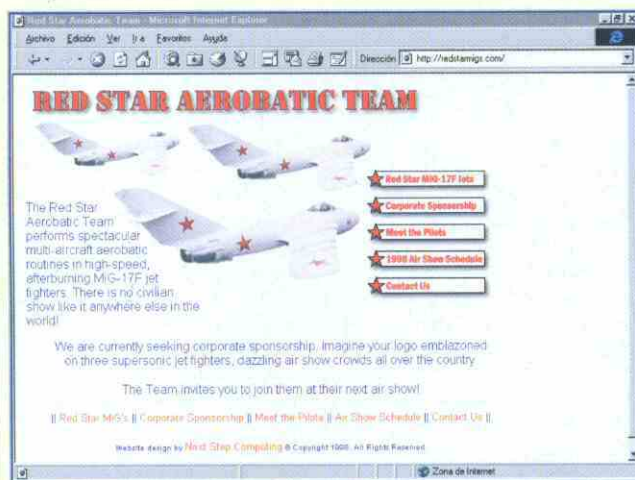 Red Star Aerobatic Team - Microsoft Internet Explorer
Archivo Edición Ver Ir a Favoritos Ayuda
Dirección http://redstarmigs.com/
RED STAR AEROBATIC TEAM
Red Star MiG-17F Jets
Corporate Sponsorship
Meet the Pilots
1998 Air Show Schedule
Contact Us
The Red Star
Aerobatic Team
performs spectacular
multi-aircraft aerobatic
routines in high-speed,
afterburning MiG-17F jet
fighters. There is no civilian
show like it anywhere else in the
world!
We are currently seeking corporate sponsorship. Imagine your logo emblazoned
on three supersonic jet fighters, dazzling air show crowds all over the country
The Team invites you to join them at their next air show!
|| Red Star MiG's || Corporate Sponsorship || Meet the Pilots || Air Show Schedule || Contact Us ||
Website design by Next Step Computing © Copyright 1998. All Rights Reserved
Zona de Internet